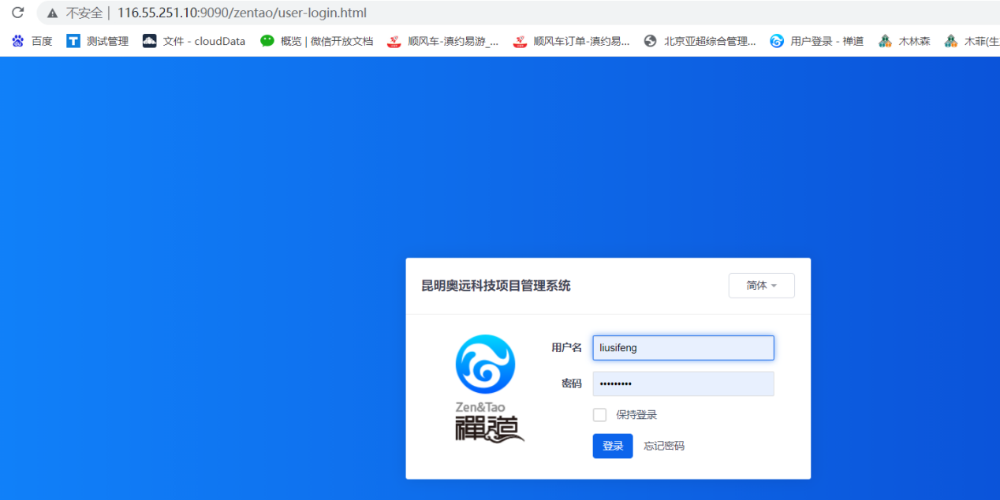 不安全 | 116.55.251.10:9090/zentao/user-login.html
百度 测试管理 文件 - cloudData 概览 | 微信开放文档 顺风车-滇约易游_... 顺风车订单-滇约易... 北京亚超综合管理... 用户登录 - 禅道 木林森 木菲(生
昆明奥远科技项目管理系统 简体
用户名 liusifeng
密码 •••••••••
Zen&Tao
禪道
保持登录
登录 忘记密码